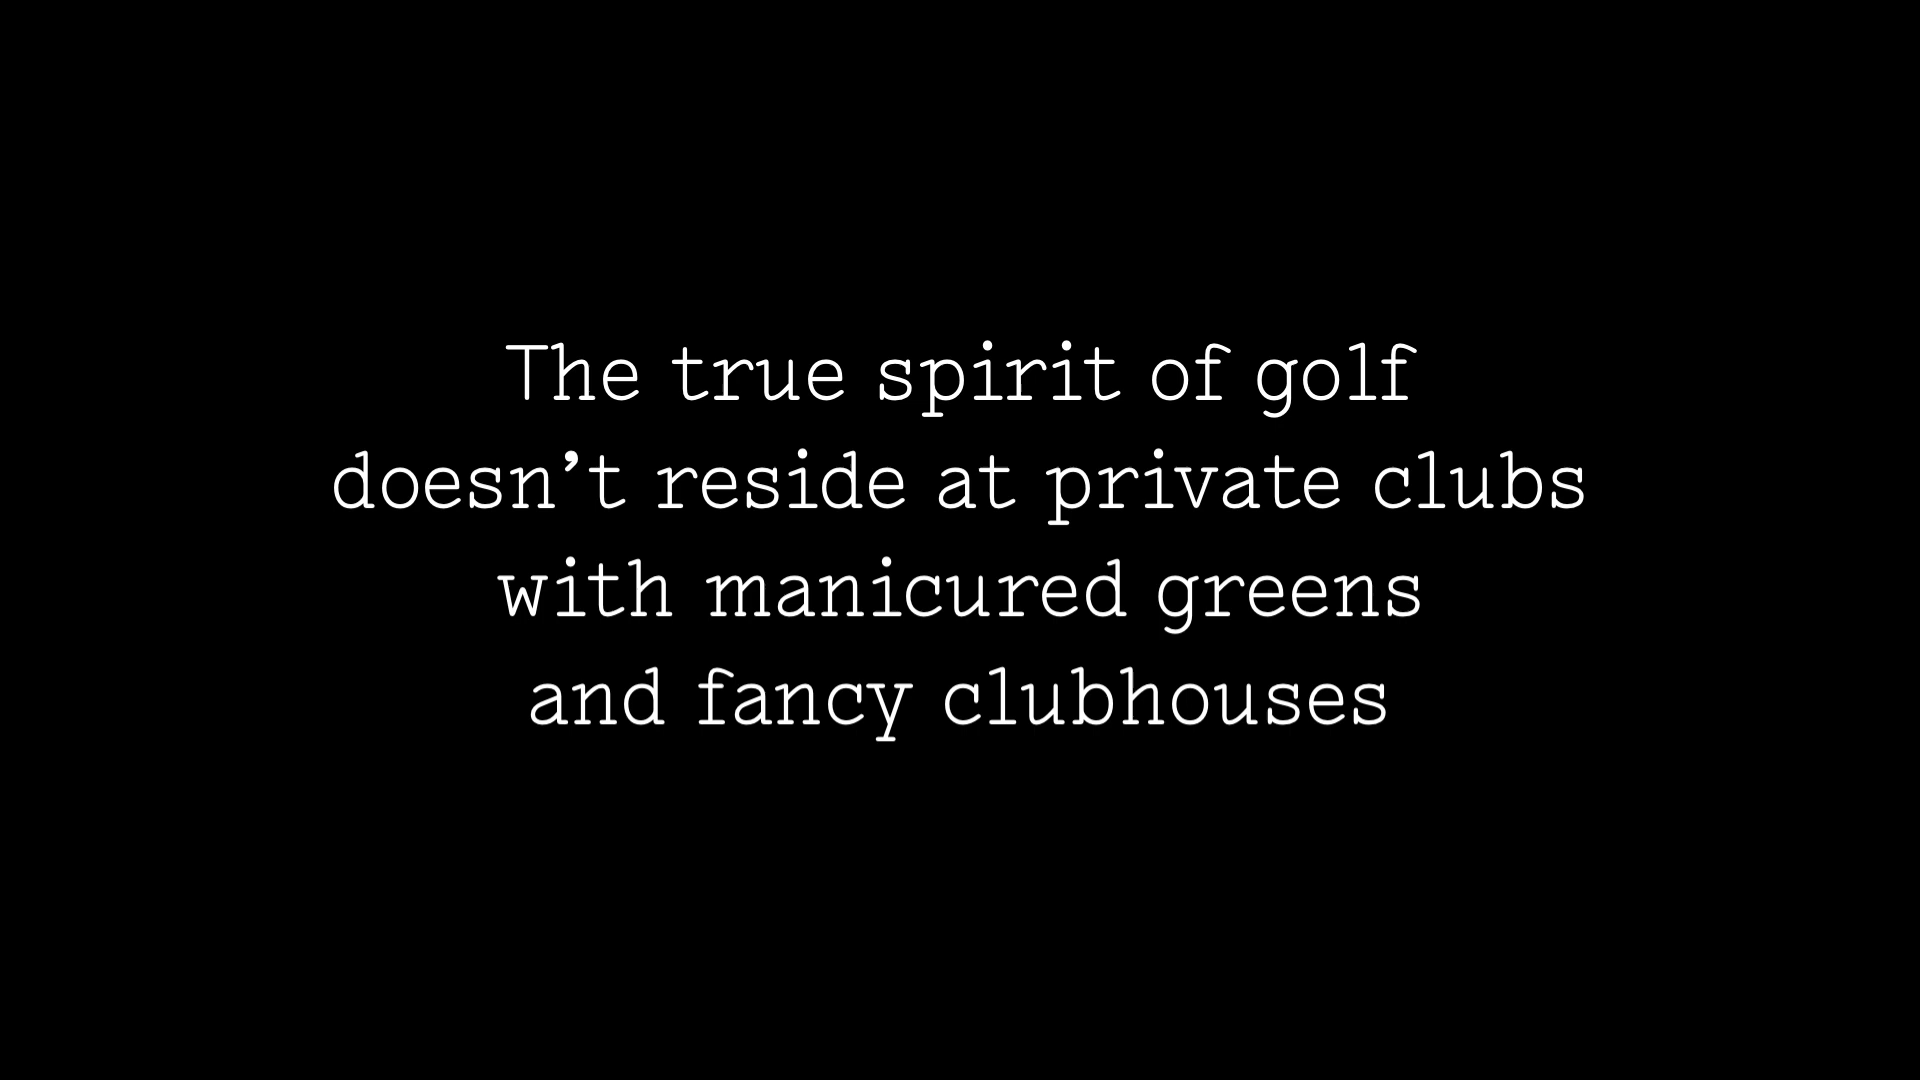 The true spirit of golf
doesn’t reside at private clubs
with manicured greens
and fancy clubhouses